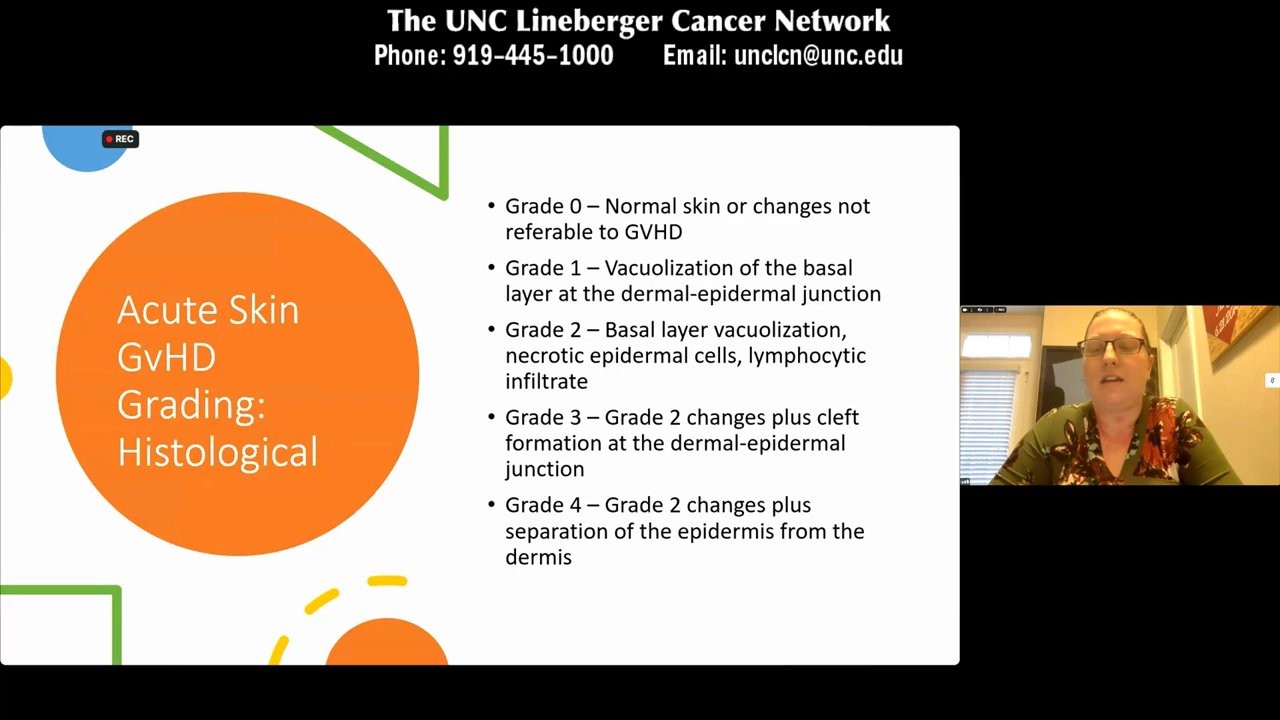 The UNC Lineberger Cancer Network
Phone: 919-445-1000 Email: unclcn@unc.edu
REC
Acute Skin
GvHD
Grading:
Histological
• Grade 0 – Normal skin or changes not
referable to GVHD
• Grade 1 – Vacuolization of the basal
layer at the dermal-epidermal junction
• Grade 2 – Basal layer vacuolization,
necrotic epidermal cells, lymphocytic
infiltrate
• Grade 3 – Grade 2 changes plus cleft
formation at the dermal-epidermal
junction
• Grade 4 – Grade 2 changes plus
separation of the epidermis from the
dermis